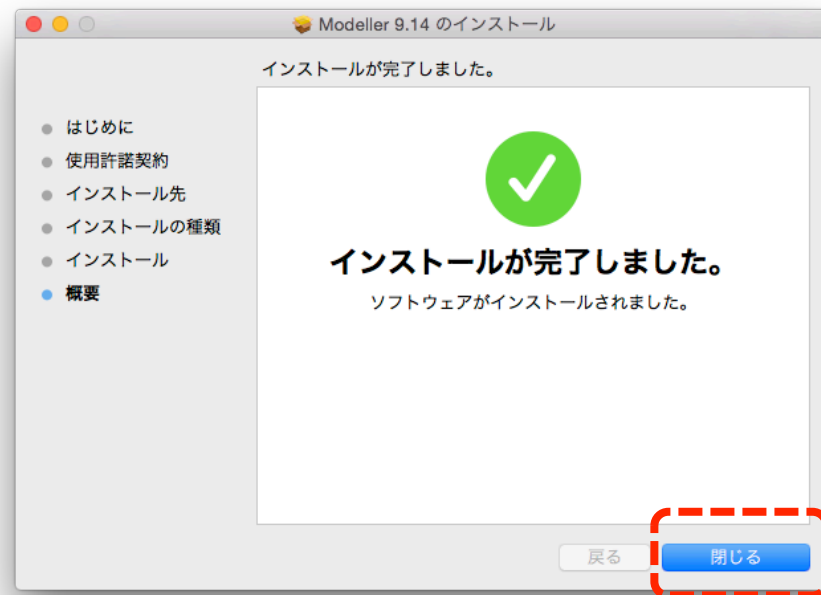 Modeller 9.14 のインストール
インストールが完了しました。
はじめに
使用許諾契約
インストール先
インストールの種類
インストール
概要
インストールが完了しました。
ソフトウェアがインストールされました。
戻る
閉じる